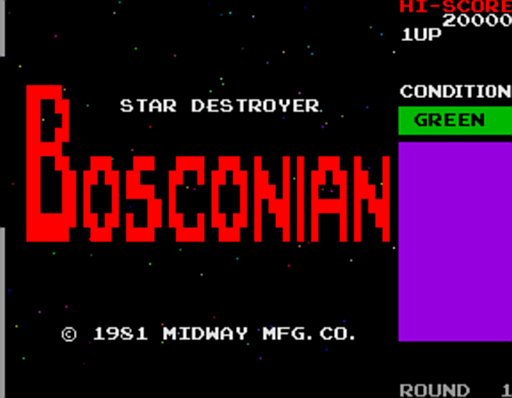 HI-SCORE
20000
1UP
STAR DESTROYER
BOSCONIAN
CONDITION
GREEN
© 1981 MIDWAY MFG. CO.
ROUND 1